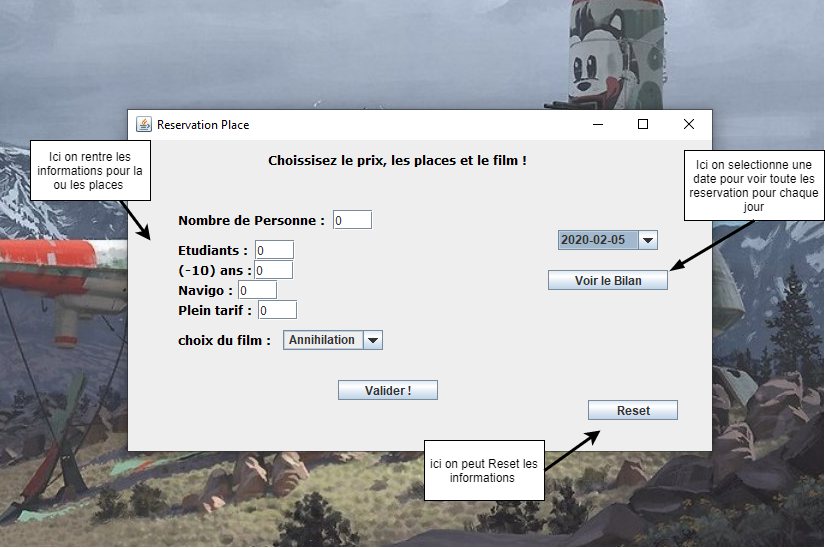 Reservation Place
Ici on rentre les
informations pour la
ou les places
Choissisez le prix, les places et le film !
Ici on selectionne une
date pour voir toute les
reservation pour chaque
jour
Nombre de Personne : 0
Etudiants : 0
(-10) ans : 0
Navigo : 0
Plein tarif : 0
choix du film : Annihilation
2020-02-05
Voir le Bilan
Valider !
Reset
ici on peut Reset les
informations